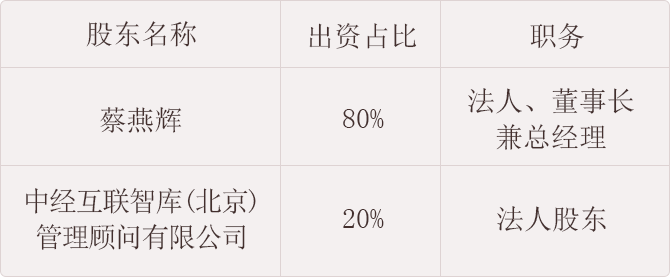 股东名称
出资占比
职务
蔡燕辉
80%
法人、董事长
兼总经理
中经互联智库(北京)
管理顾问有限公司
20%
法人股东